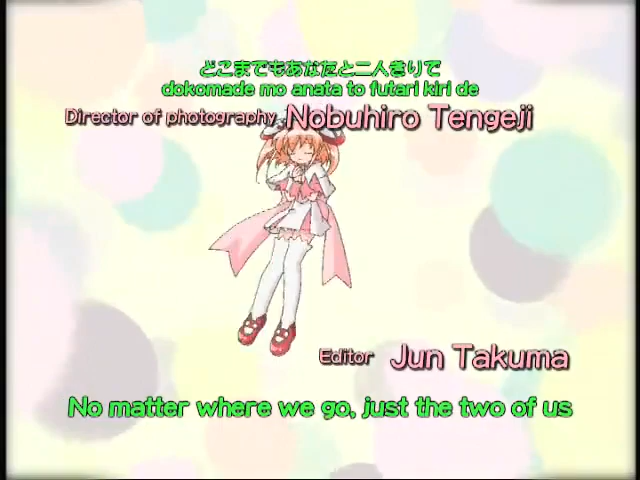 どこまでもあなたと二人きりで
dokomade mo anata to futari kiri de
Director of photography Nobuhiro Tengeji
Editor Jun Takuma
No matter where we go, just the two of us